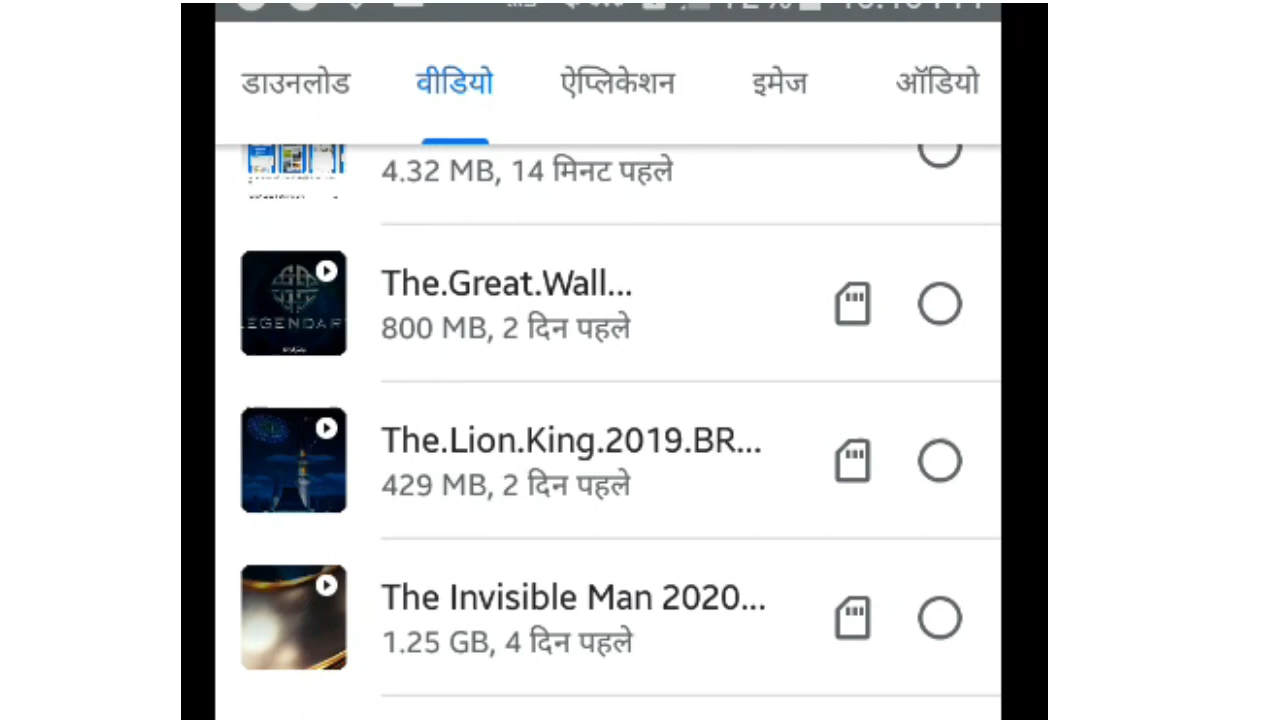 डाउनलोड वीडियो ऐप्लिकेशन इमेज ऑडियो
4.32 MB, 14 मिनट पहले
The.Great.Wall...
800 MB, 2 दिन पहले
The.Lion.King.2019.BR...
429 MB, 2 दिन पहले
The Invisible Man 2020...
1.25 GB, 4 दिन पहले